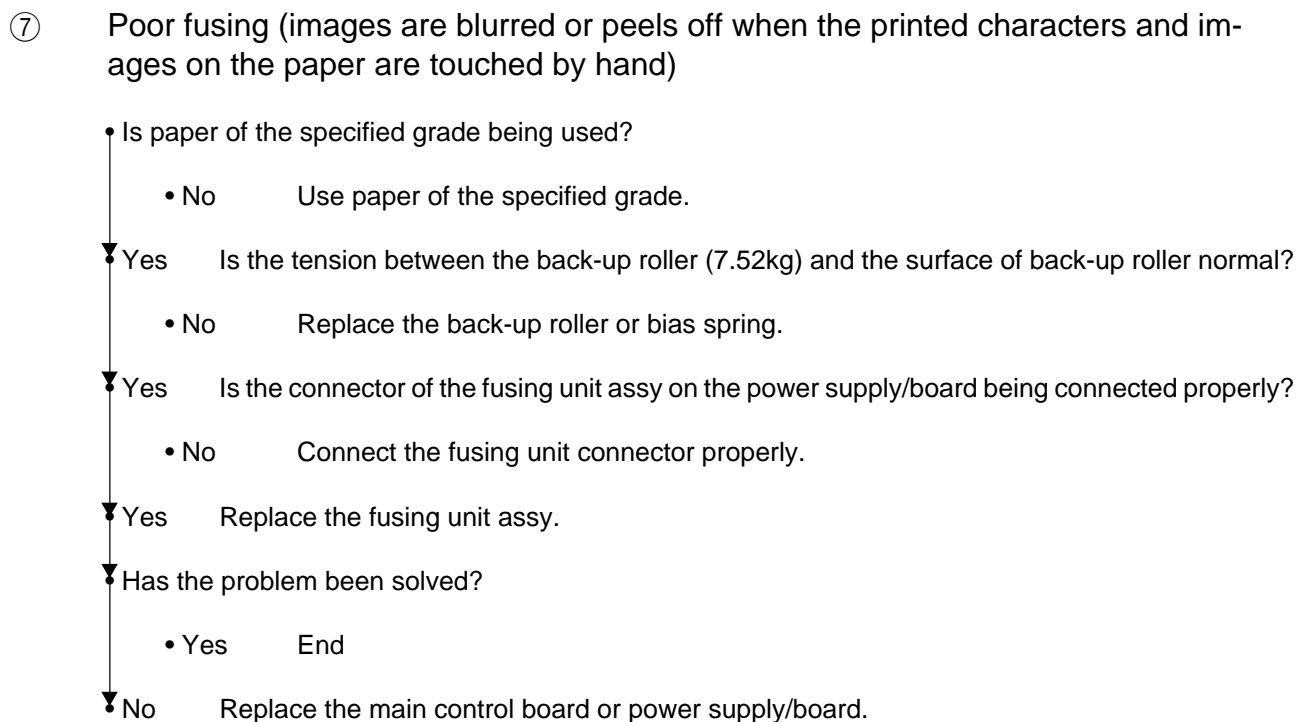 ⑦ Poor fusing (images are blurred or peels off when the printed characters and im-
ages on the paper are touched by hand)
• Is paper of the specified grade being used?
• No Use paper of the specified grade.
• Yes Is the tension between the back-up roller (7.52kg) and the surface of back-up roller normal?
• No Replace the back-up roller or bias spring.
• Yes Is the connector of the fusing unit assy on the power supply/board being connected properly?
• No Connect the fusing unit connector properly.
• Yes Replace the fusing unit assy.
• Has the problem been solved?
• Yes End
• No Replace the main control board or power supply/board.